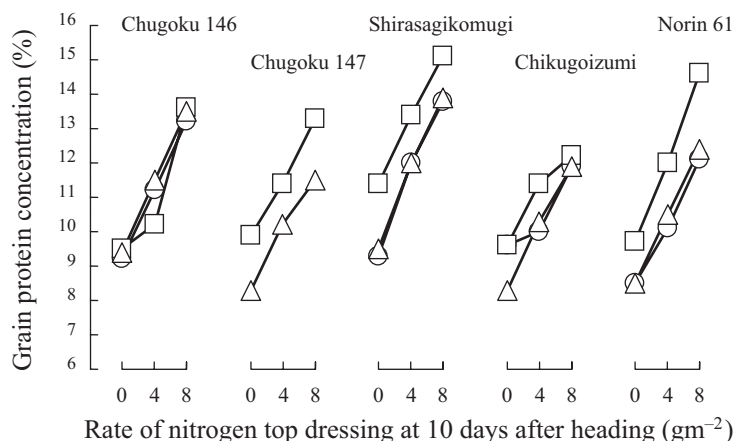 Chugoku 146
Chugoku 147
Shirasagikomugi
Chikugoizumi
Norin 61
Grain protein concentration (%)
16
15
14
13
12
11
10
9
8
7
6
0 4 8 0 4 8 0 4 8 0 4 8 0 4 8
Rate of nitrogen top dressing at 10 days after heading (gm⁻²)